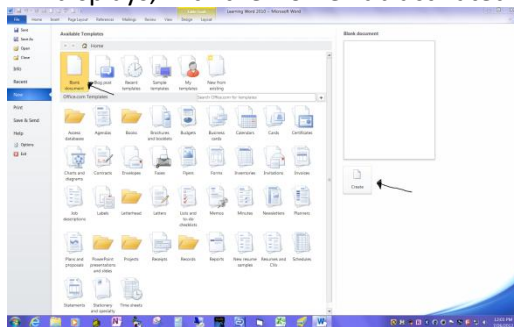 Learning Word 2010 - Microsoft Word
File Home Insert Page Layout References Mailings Review View Design Layout
Save
Save As
Open
Close
Info
Recent
New
Print
Save & Send
Help
Options
Exit
Available Templates
Home
Blank document
Blog post
Recent templates
Sample templates
My templates
New from existing
Office.com Templates
Search Office.com for templates
Access databases
Agendas
Books
Brochures and booklets
Budgets
Business cards
Calendars
Cards
Certificates
Charts and diagrams
Contracts
Envelopes
Faxes
Flyers
Forms
Inventories
Invitations
Invoices
Job descriptions
Labels
Letterhead
Letters
Lists and to-do checklists
Memos
Minutes
Newsletters
Planners
Plans and proposals
PowerPoint presentations and slides
Projects
Receipts
Records
Reports
New resume samples
Resumes and CVs
Schedules
Statements
Stationery and specialty
Time sheets
Blank document
Create